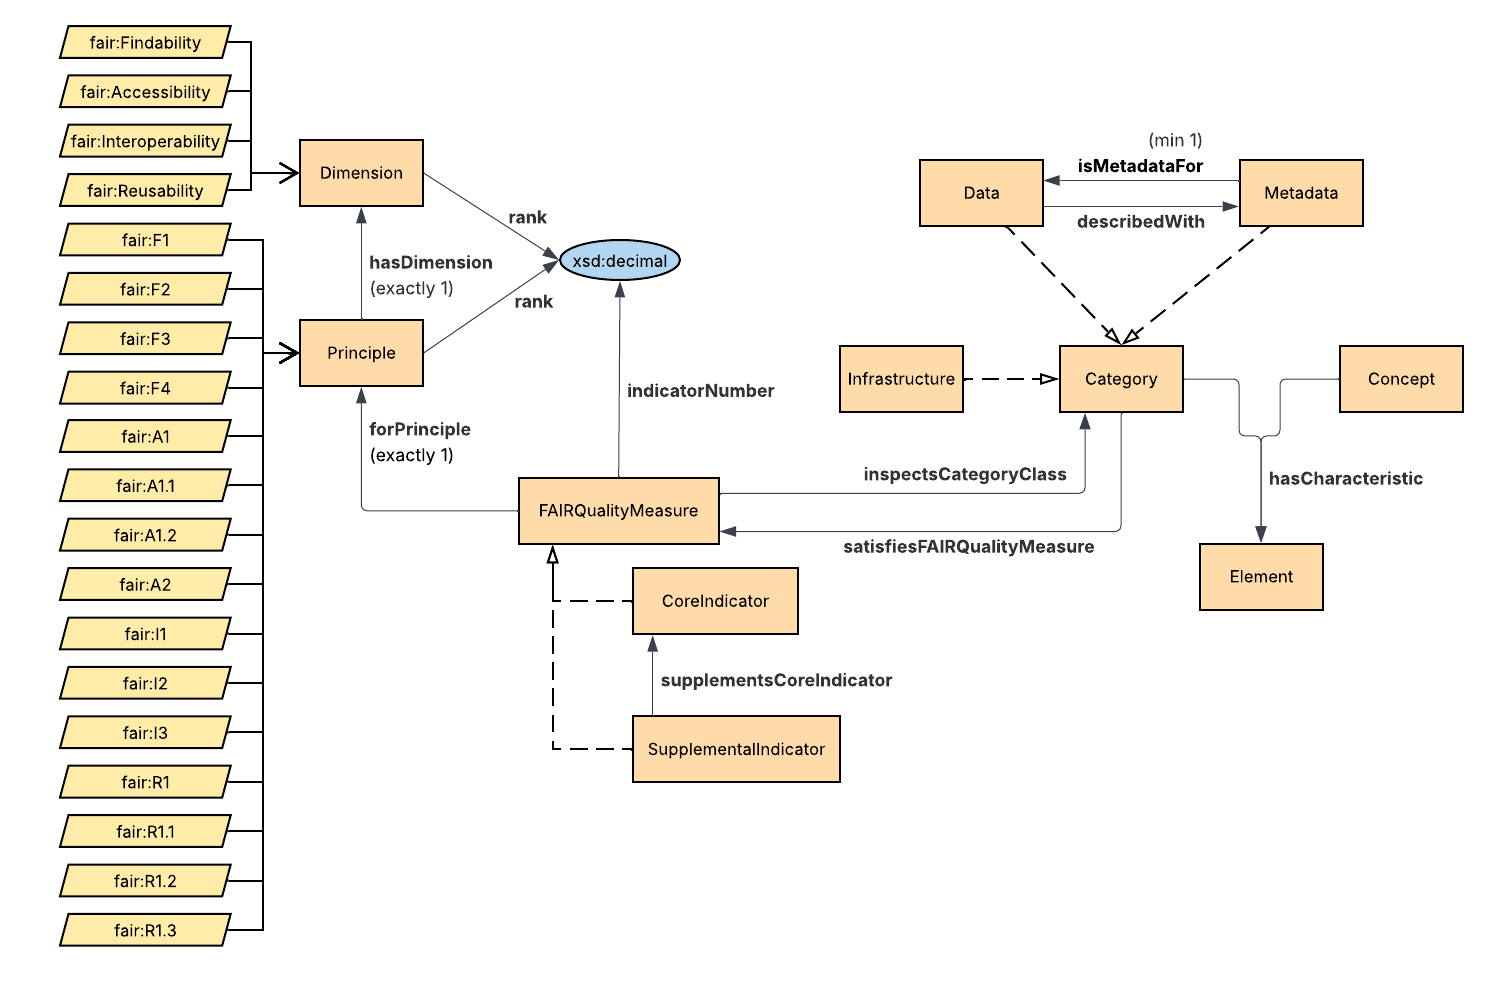 fair:Findability
fair:Accessibility
fair:Interoperability
fair:Reusability
fair:F1
fair:F2
fair:F3
fair:F4
fair:A1
fair:A1.1
fair:A1.2
fair:A2
fair:I1
fair:I2
fair:I3
fair:R1
fair:R1.1
fair:R1.2
fair:R1.3
Dimension
rank
hasDimension
(exactly 1)
xsd:decimal
rank
Principle
forPrinciple
(exactly 1)
indicatorNumber
FAIRQualityMeasure
CoreIndicator
supplementsCoreIndicator
SupplementalIndicator
(min 1)
isMetadataFor
Data
Metadata
describedWith
Infrastructure
Category
Concept
inspectsCategoryClass
hasCharacteristic
satisfiesFAIRQualityMeasure
Element